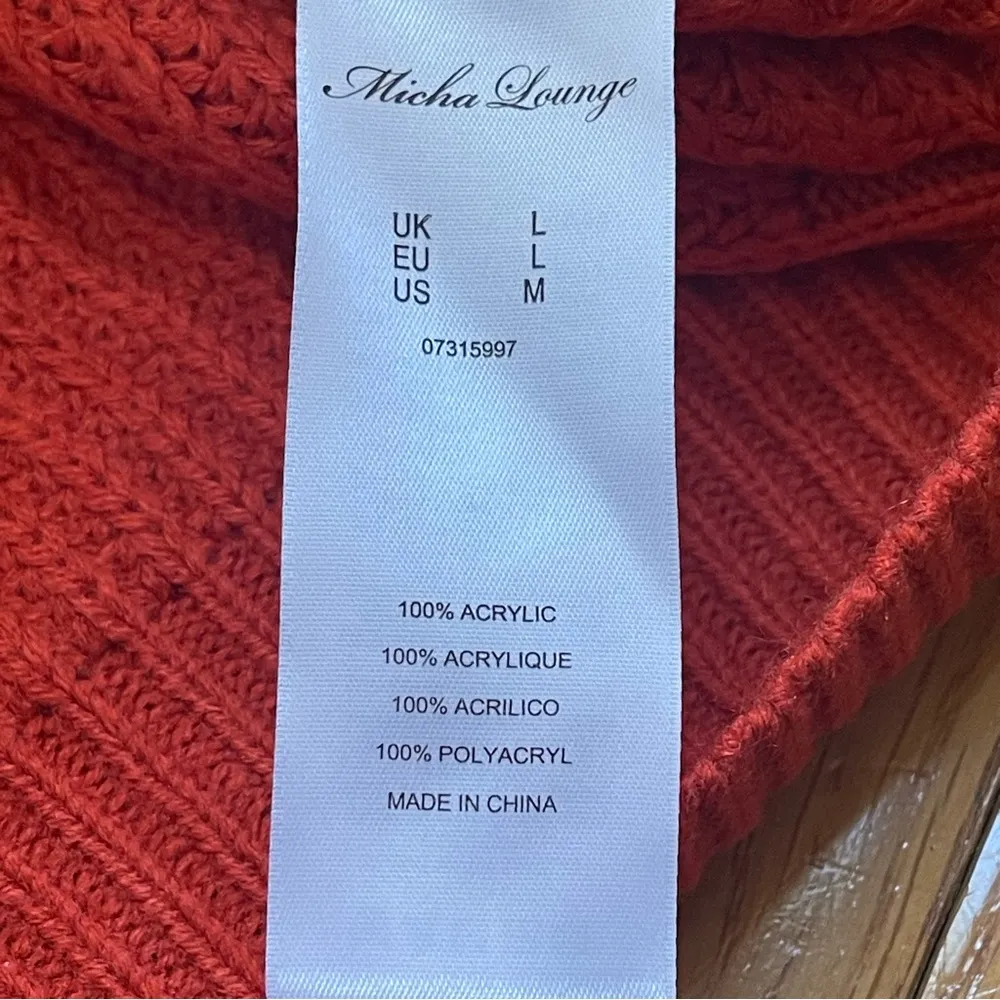 Micha Lounge
UK L
EU L
US M
07315997
100% ACRYLIC
100% ACRYLIQUE
100% ACRILICO
100% POLYACRYL
MADE IN CHINA